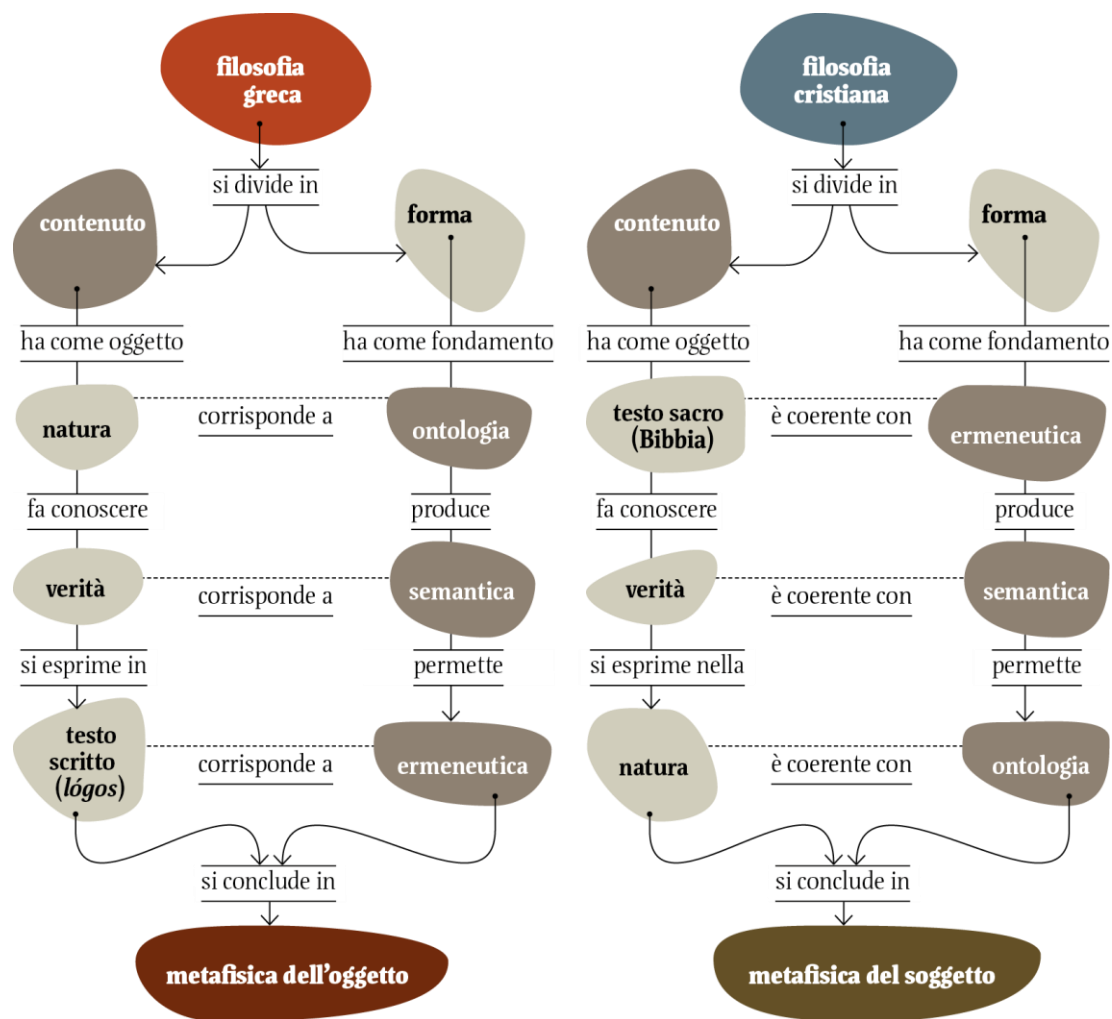 filosofia
greca
si divide in
contenuto
forma
ha come oggetto
ha come fondamento
natura
corrisponde a
ontologia
fa conoscere
produce
verità
corrisponde a
semantica
si esprime in
permette
testo
scritto
(lógos)
corrisponde a
ermeneutica
si conclude in
metafisica dell’oggetto
filosofia
cristiana
si divide in
contenuto
forma
ha come oggetto
ha come fondamento
testo sacro
(Bibbia)
è coerente con
ermeneutica
fa conoscere
produce
verità
è coerente con
semantica
si esprime nella
permette
natura
è coerente con
ontologia
si conclude in
metafisica del soggetto